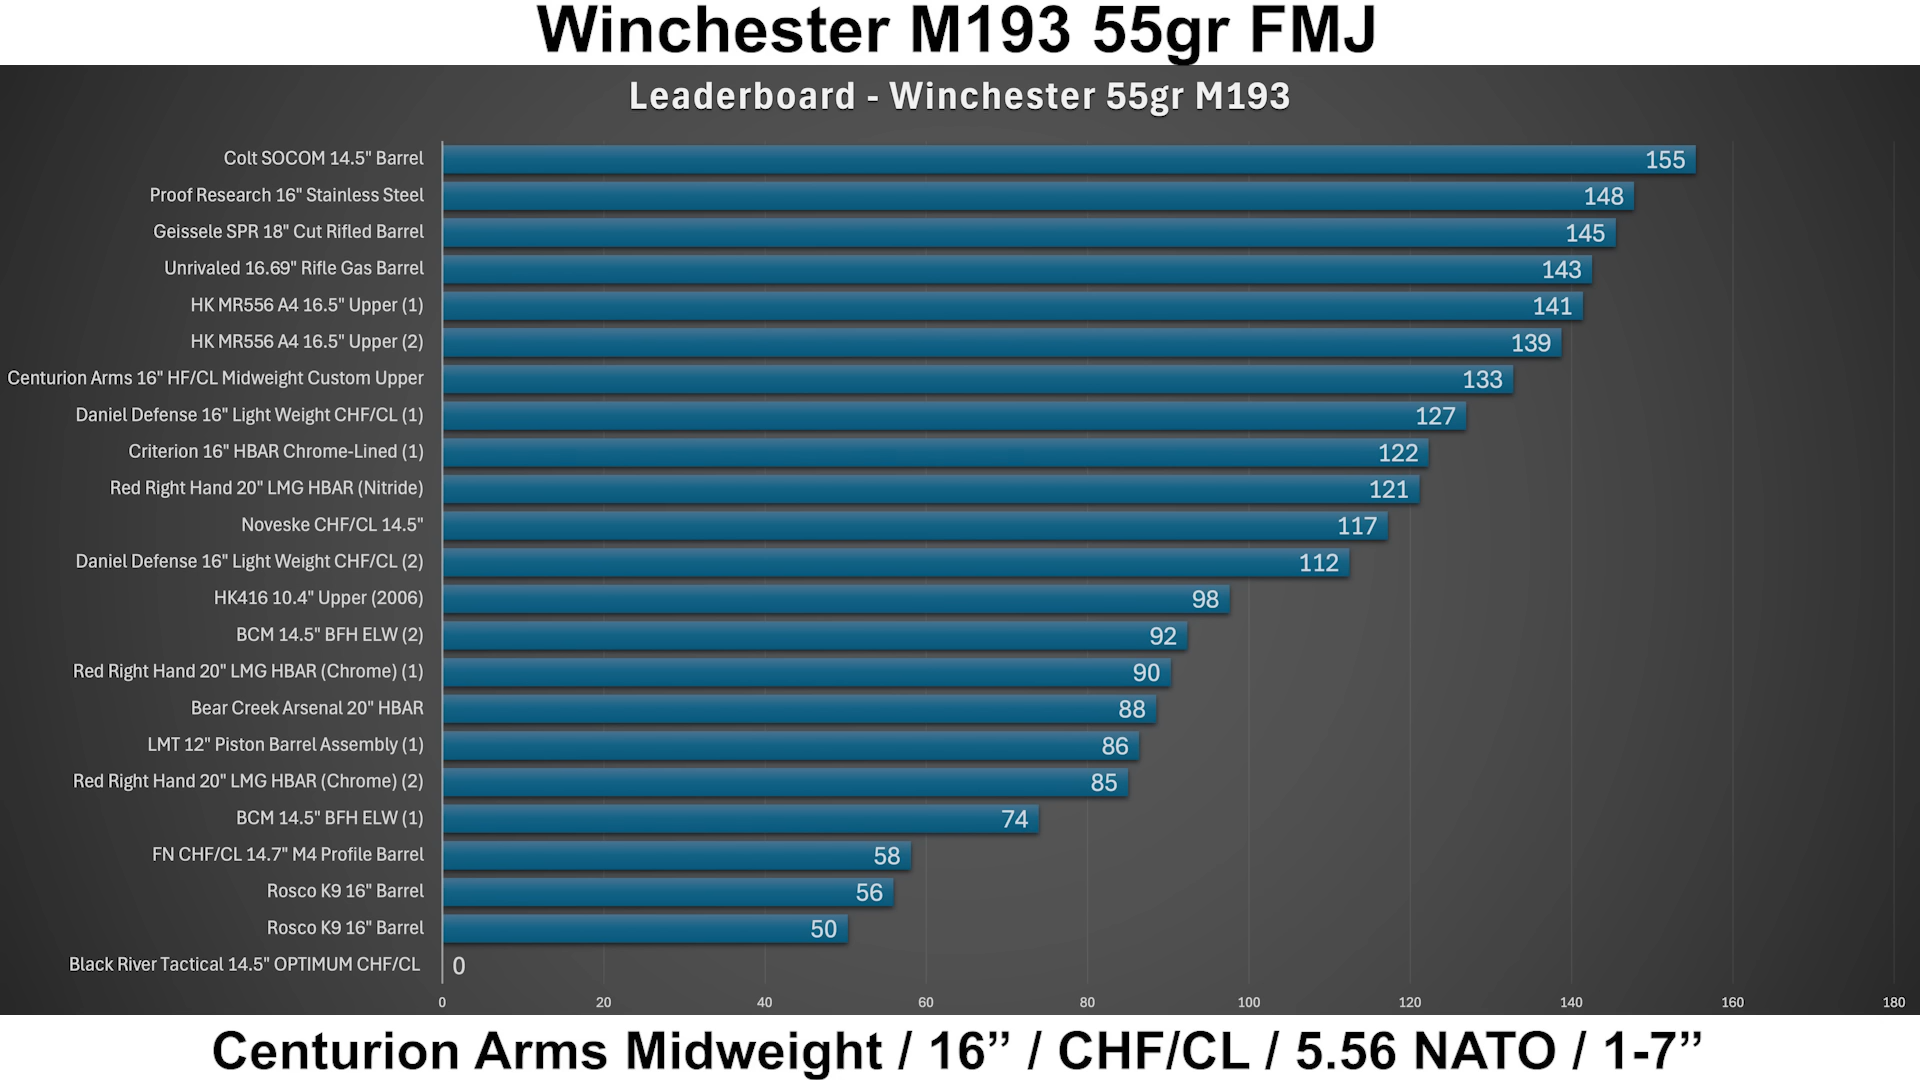 Winchester M193 55gr FMJ
Leaderboard - Winchester 55gr M193
Colt SOCOM 14.5" Barrel 155
Proof Research 16" Stainless Steel 148
Geissele SPR 18" Cut Rifled Barrel 145
Unrivaled 16.69" Rifle Gas Barrel 143
HK MR556 A4 16.5" Upper (1) 141
HK MR556 A4 16.5" Upper (2) 139
Centurion Arms 16" HF/CL Midweight Custom Upper 133
Daniel Defense 16" Light Weight CHF/CL (1) 127
Criterion 16" HBAR Chrome-Lined (1) 122
Red Right Hand 20" LMG HBAR (Nitride) 121
Noveske CHF/CL 14.5" 117
Daniel Defense 16" Light Weight CHF/CL (2) 112
HK416 10.4" Upper (2006) 98
BCM 14.5" BFH ELW (2) 92
Red Right Hand 20" LMG HBAR (Chrome) (1) 90
Bear Creek Arsenal 20" HBAR 88
LMT 12" Piston Barrel Assembly (1) 86
Red Right Hand 20" LMG HBAR (Chrome) (2) 85
BCM 14.5" BFH ELW (1) 74
FN CHF/CL 14.7" M4 Profile Barrel 58
Rosco K9 16" Barrel 56
Rosco K9 16" Barrel 50
Black River Tactical 14.5" OPTIMUM CHF/CL 0
0 20 40 60 80 100 120 140 160 180
Centurion Arms Midweight / 16” / CHF/CL / 5.56 NATO / 1-7”